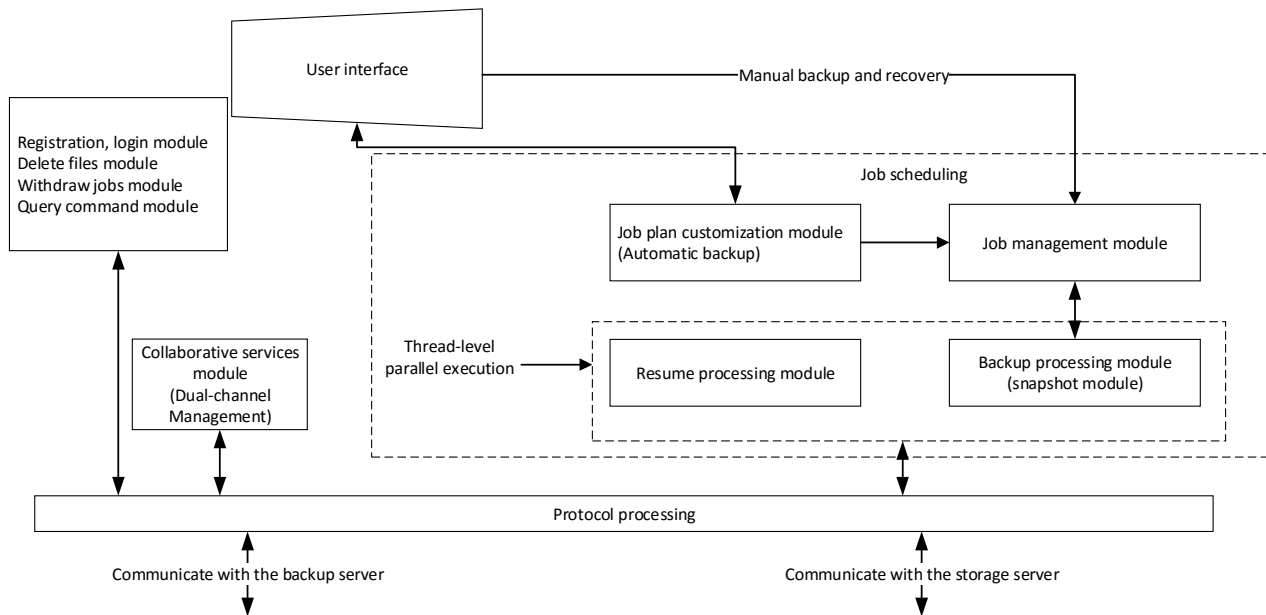 User interface
Manual backup and recovery
Registration, login module
Delete files module
Withdraw jobs module
Query command module
Job scheduling
Job plan customization module
(Automatic backup)
Job management module
Thread-level
parallel execution
Resume processing module
Backup processing module
(snapshot module)
Collaborative services
module
(Dual-channel
Management)
Protocol processing
Communicate with the backup server
Communicate with the storage server